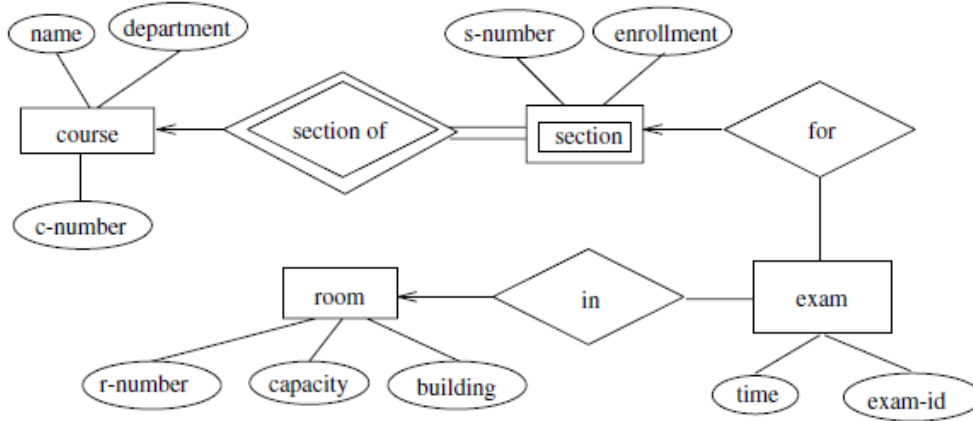 name
department
s-number
enrollment
course
section of
section
for
c-number
room
in
exam
r-number
capacity
building
time
exam-id